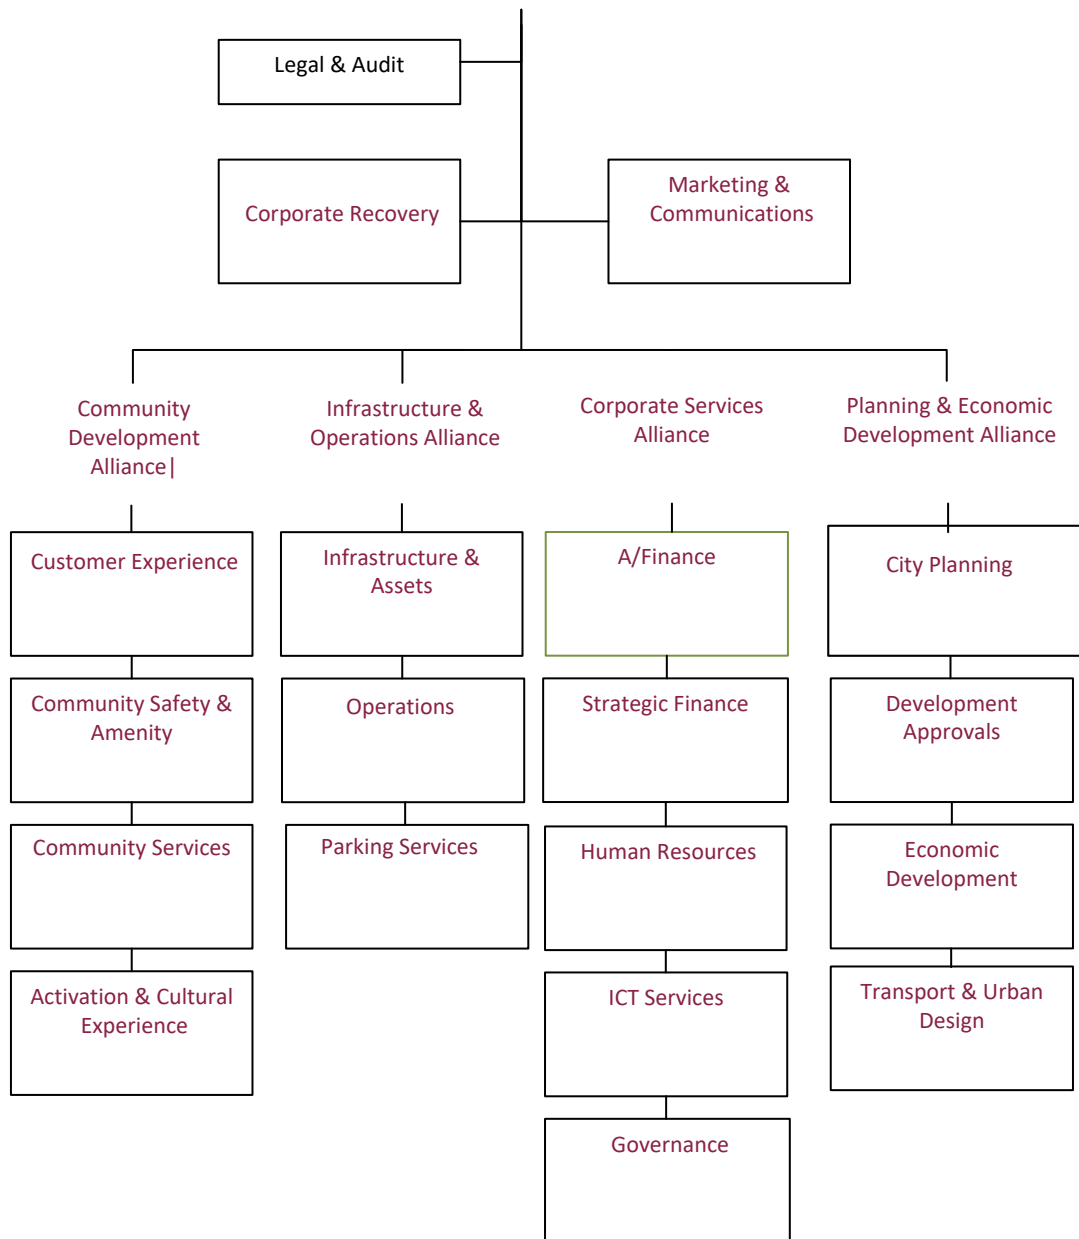 Legal & Audit
Corporate Recovery
Marketing &
Communications
Community
Development
Alliance|
Infrastructure &
Operations Alliance
Corporate Services
Alliance
Planning & Economic
Development Alliance
Customer Experience
Infrastructure &
Assets
A/Finance
City Planning
Community Safety &
Amenity
Operations
Strategic Finance
Development
Approvals
Community Services
Parking Services
Human Resources
Economic
Development
Activation & Cultural
Experience
ICT Services
Transport & Urban
Design
Governance